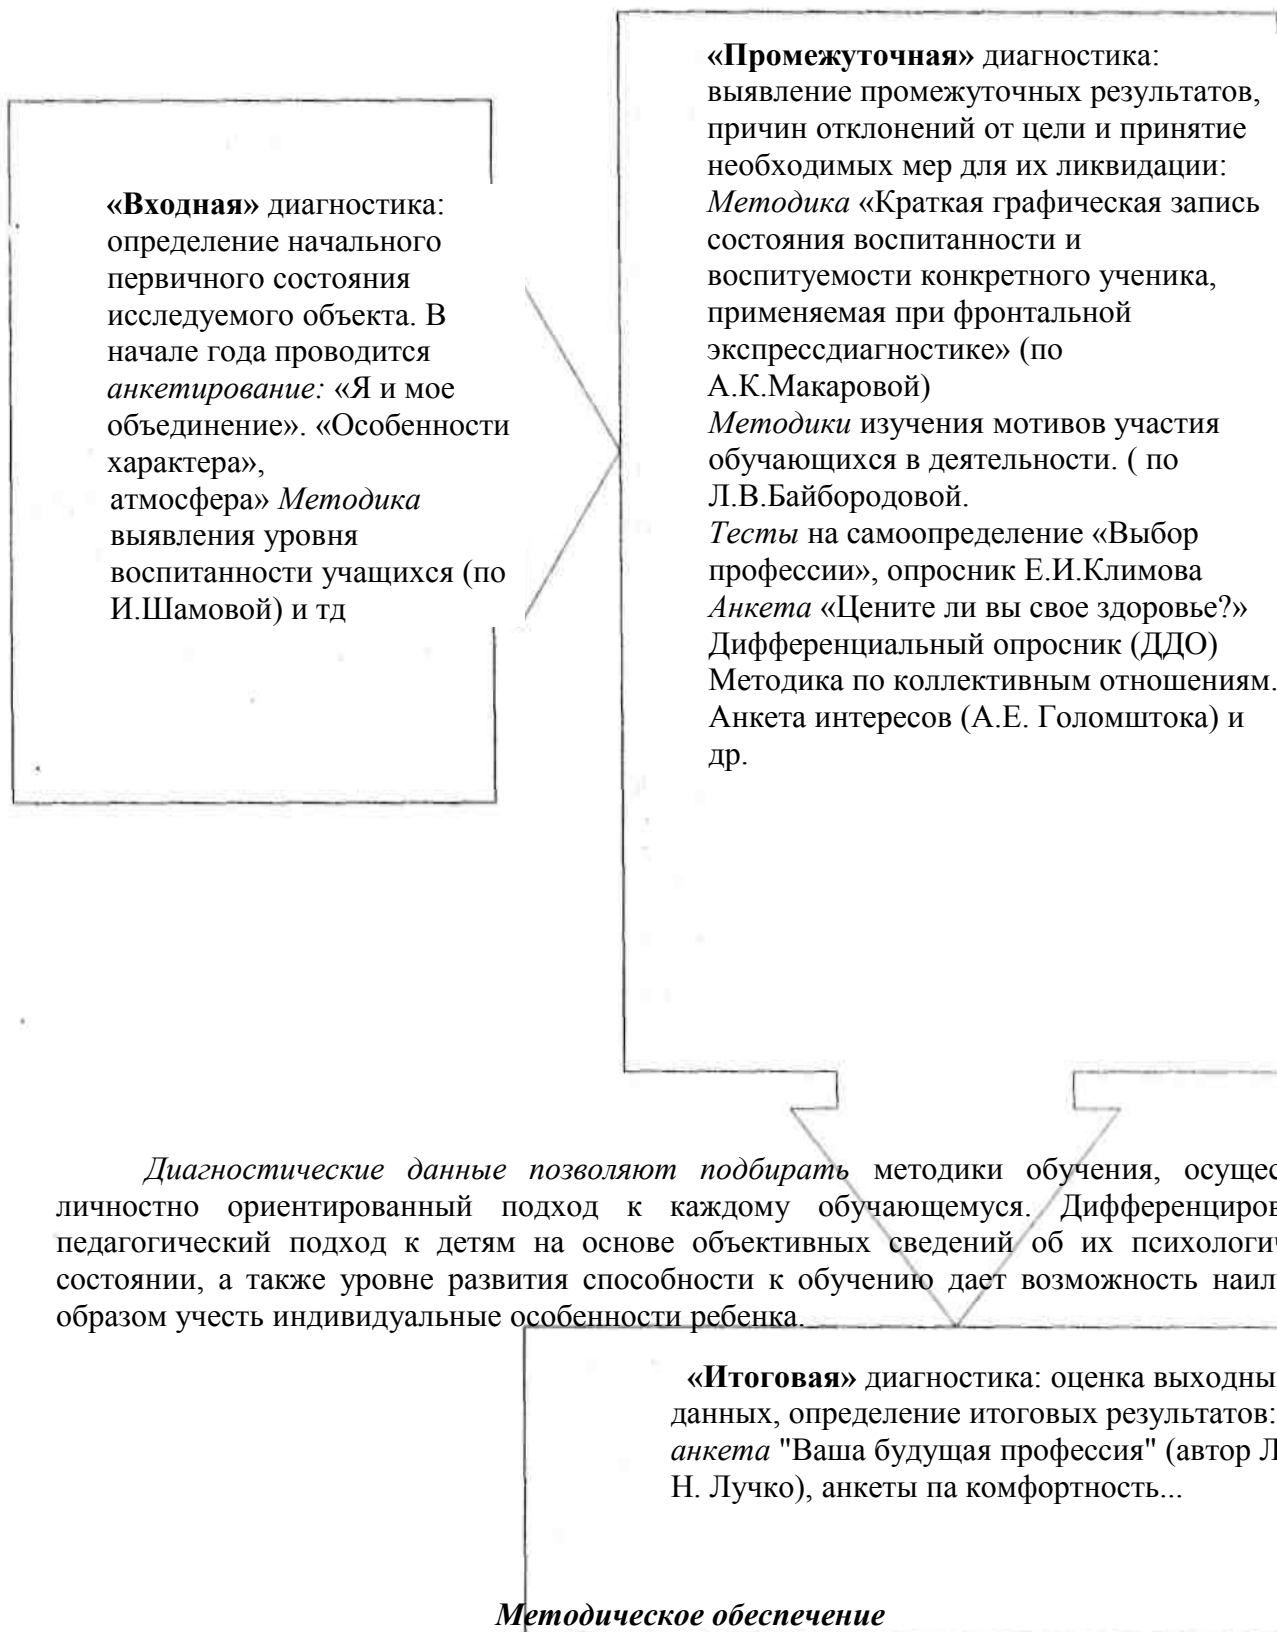 «Входная» диагностика:
определение начального
первичного состояния
исследуемого объекта. В
начале года проводится
анкетирование: «Я и мое
объединение». «Особенности
характера»,
атмосфера» Методика
выявления уровня
воспитанности учащихся (по
И.Шамовой) и тд
«Промежуточная» диагностика:
выявление промежуточных результатов,
причин отклонений от цели и принятие
необходимых мер для их ликвидации:
Методика «Краткая графическая запись
состояния воспитанности и
воспитуемости конкретного ученика,
применяемая при фронтальной
экспрессдиагностике» (по
А.К.Макаровой)
Методики изучения мотивов участия
обучающихся в деятельности. ( по
Л.В.Байбородовой.
Тесты на самоопределение «Выбор
профессии», опросник Е.И.Климова
Анкета «Цените ли вы свое здоровье?»
Дифференциальный опросник (ДДО)
Методика по коллективным отношениям.
Анкета интересов (А.Е. Голомштока) и
др.
Диагностические данные позволяют подбирать методики обучения, осущес
личностно ориентированный подход к каждому обучающемуся. Дифференциров
педагогический подход к детям на основе объективных сведений об их психологич
состоянии, а также уровне развития способности к обучению дает возможность наил
образом учесть индивидуальные особенности ребенка.
«Итоговая» диагностика: оценка выходны
данных, определение итоговых результатов:
анкета "Ваша будущая профессия" (автор Л
Н. Лучко), анкеты па комфортность...
Методическое обеспечение